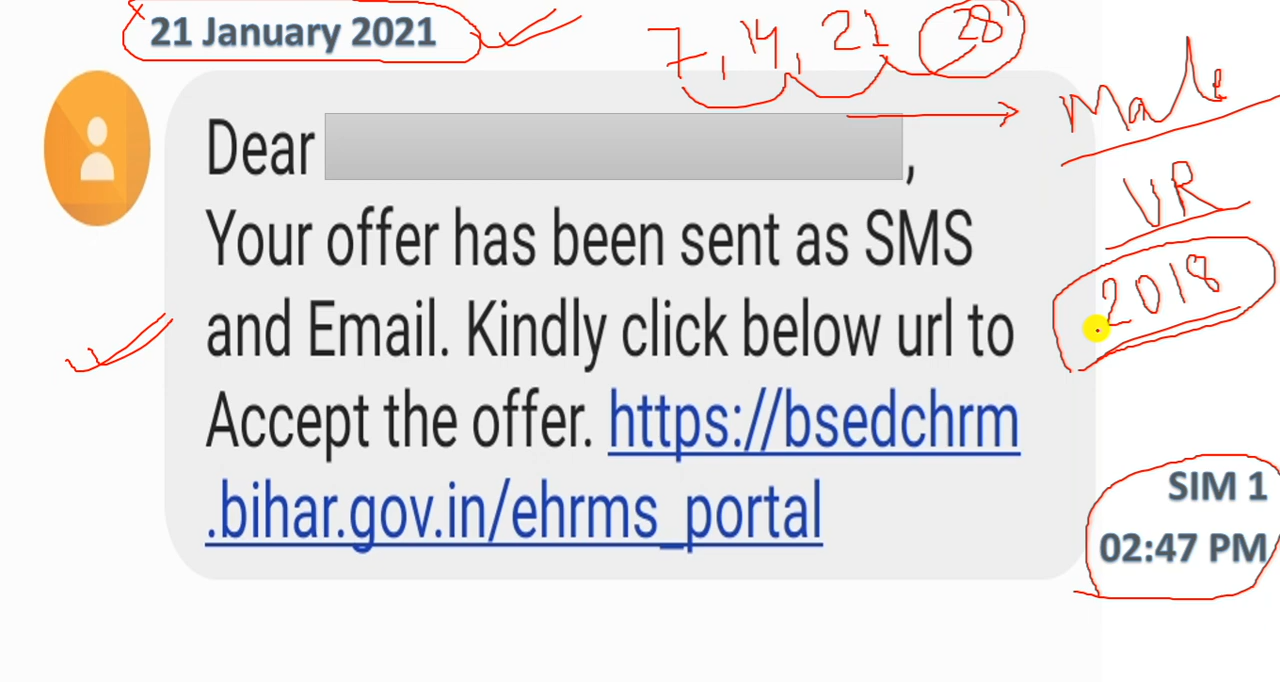 21 January 2021
7, 14, 21, 28
Male
VR
2018
Dear ,
Your offer has been sent as SMS
and Email. Kindly click below url to
Accept the offer. https://bsedchrm
.bihar.gov.in/ehrms_portal
SIM 1
02:47 PM